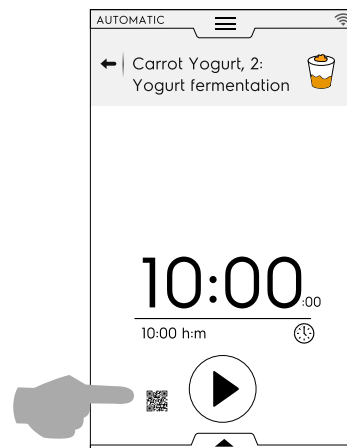 AUTOMATIC
Carrot Yogurt, 2:
Yogurt fermentation
10:00:00
10:00 h:m